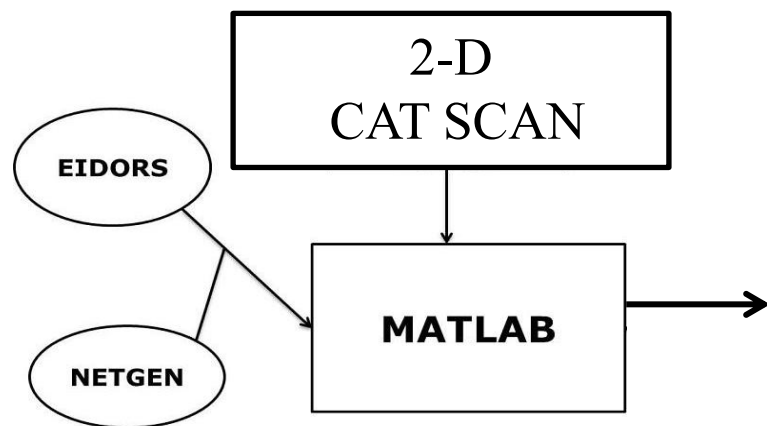 2-D
CAT SCAN
EIDORS
MATLAB
NETGEN